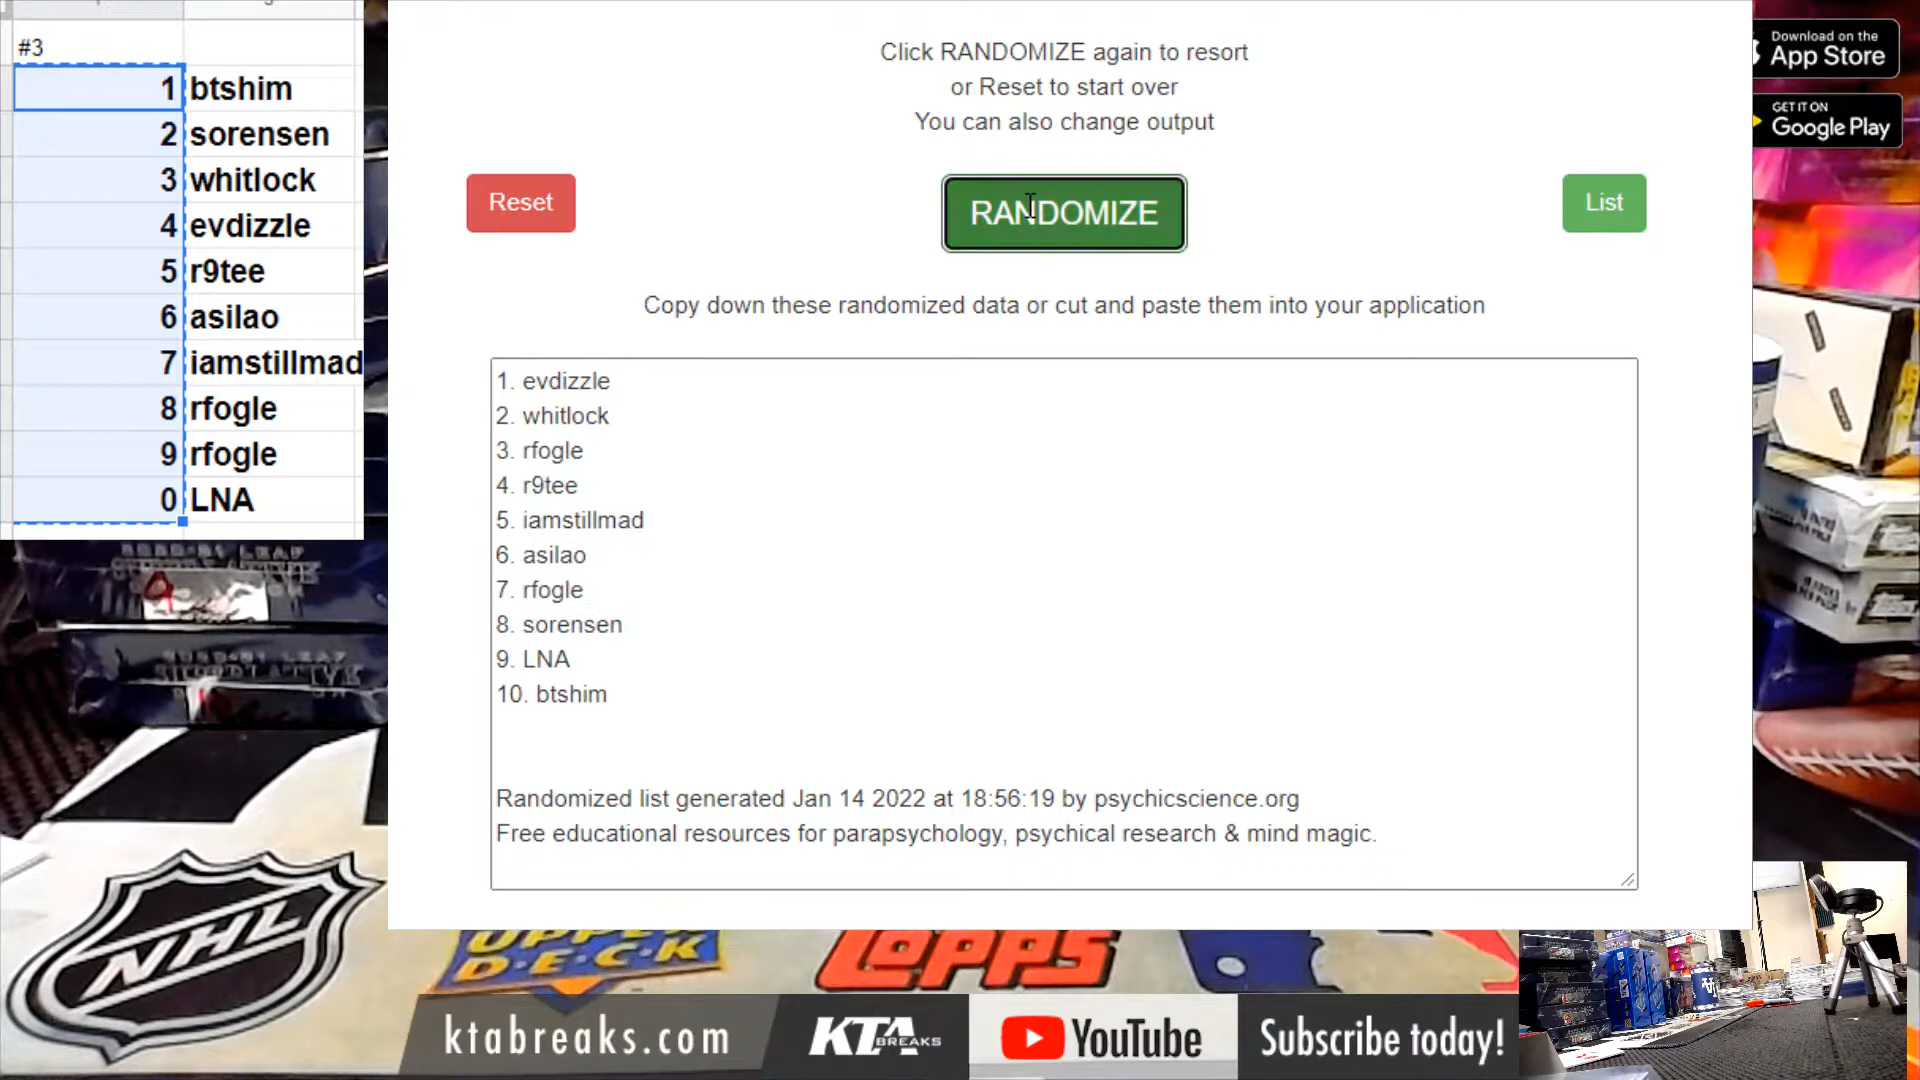 #3
1 btshim
2 sorensen
3 whitlock
4 evdizzle
5 r9tee
6 asilao
7 iamstillmad
8 rfogle
9 rfogle
0 LNA
Click RANDOMIZE again to resort
or Reset to start over
You can also change output
Reset
RANDOMIZE
List
Copy down these randomized data or cut and paste them into your application
1. evdizzle
2. whitlock
3. rfogle
4. r9tee
5. iamstillmad
6. asilao
7. rfogle
8. sorensen
9. LNA
10. btshim
Randomized list generated Jan 14 2022 at 18:56:19 by psychicscience.org
Free educational resources for parapsychology, psychical research & mind magic.
Download on the
App Store
GET IT ON
Google Play
NHL
UPPER
DECK
TOPPS
ktabreaks.com
KTA
BREAKS
YouTube
Subscribe today!